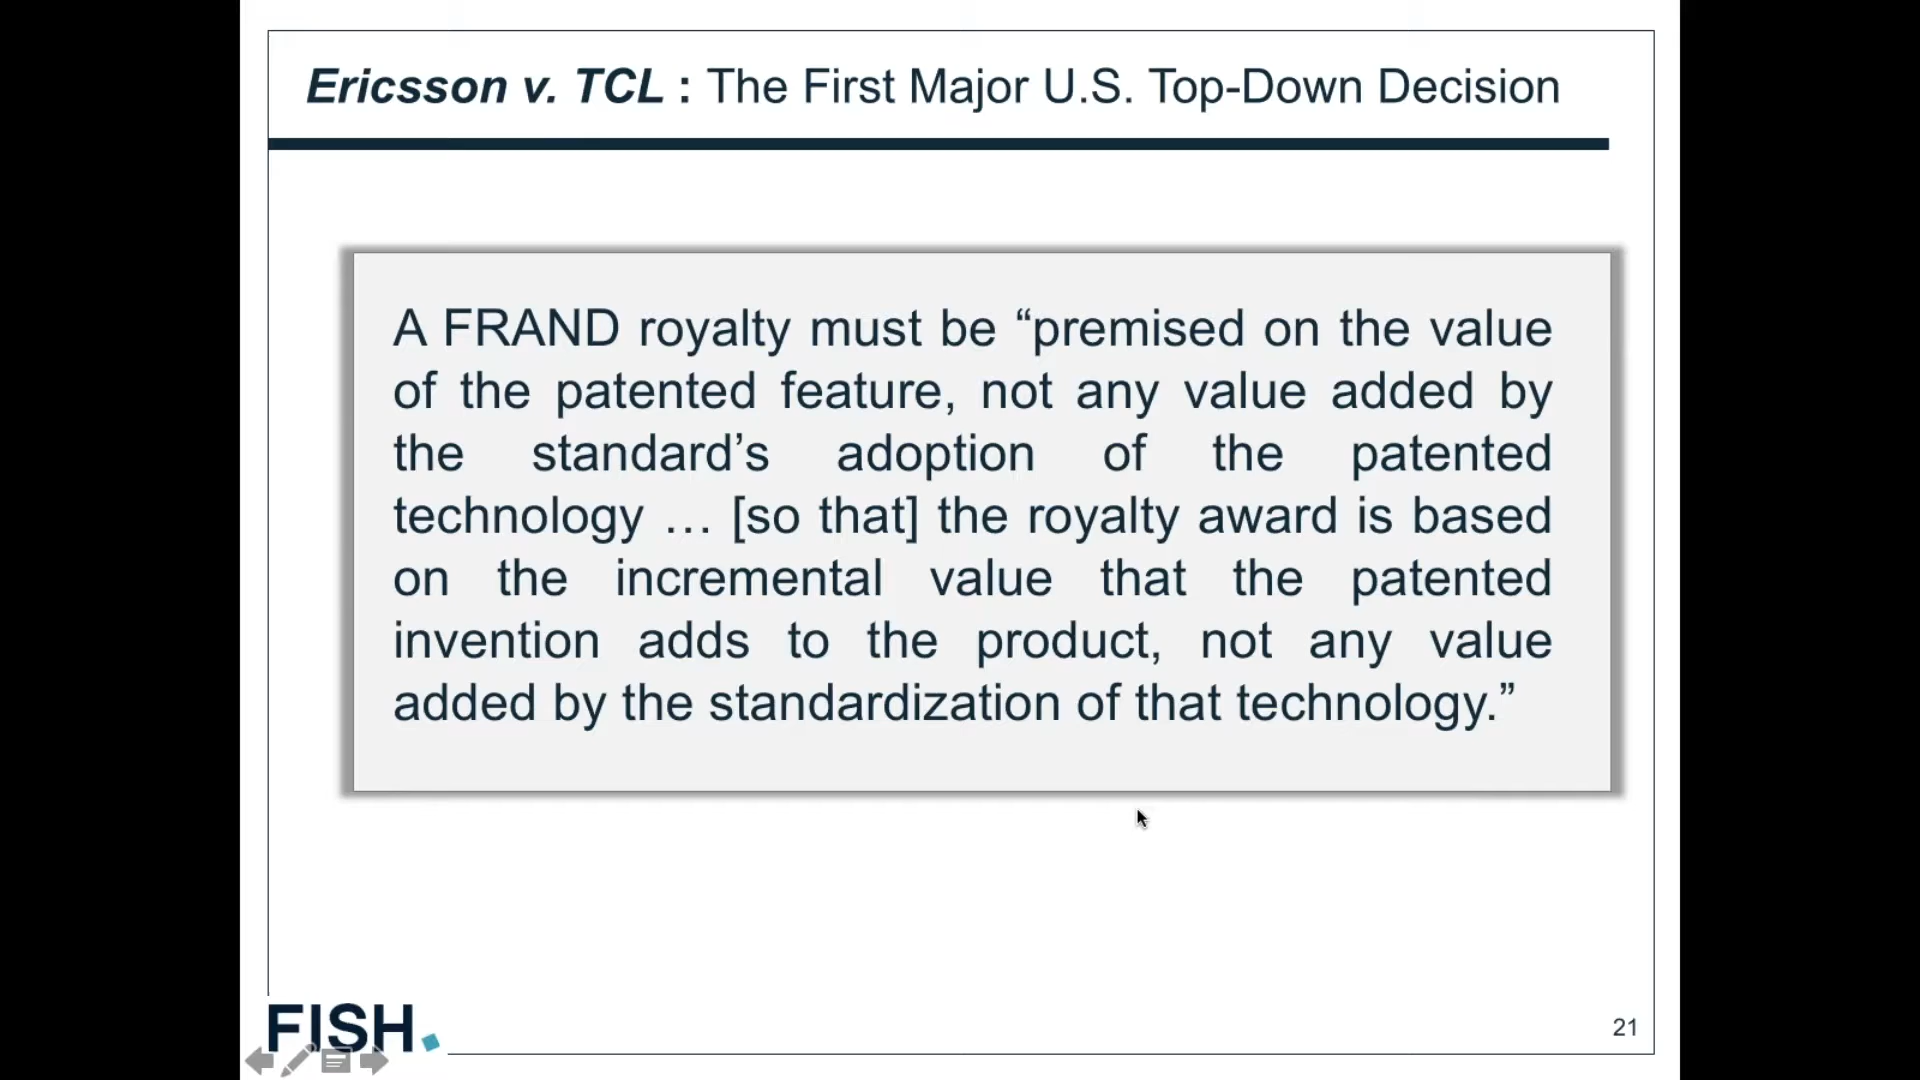 Ericsson v. TCL : The First Major U.S. Top-Down Decision
A FRAND royalty must be “premised on the value
of the patented feature, not any value added by
the standard’s adoption of the patented
technology … [so that] the royalty award is based
on the incremental value that the patented
invention adds to the product, not any value
added by the standardization of that technology.”
FISH.
21